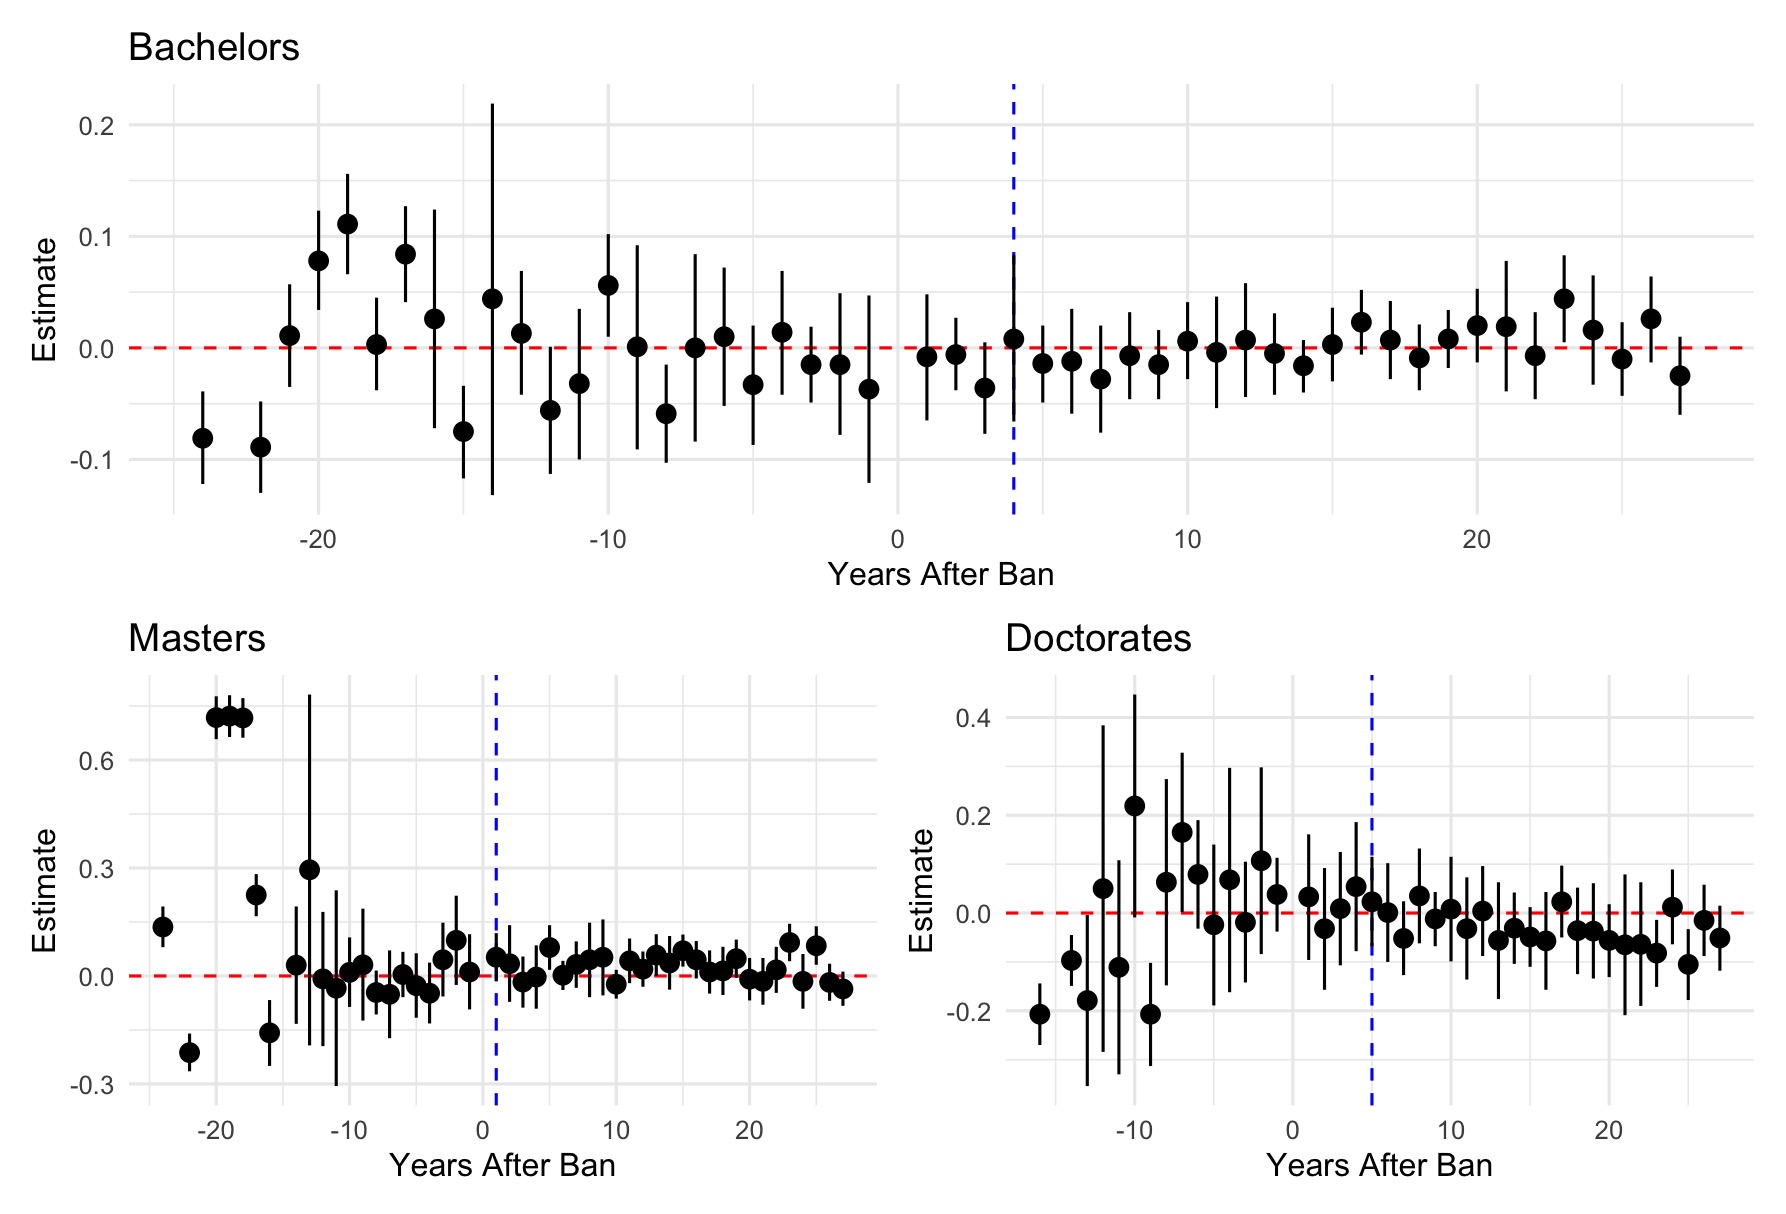 Bachelors
Estimate
0.2
0.1
0.0
-0.1
-20 -10 0 10 20
Years After Ban
Masters
Estimate
0.6
0.3
0.0
-0.3
-20 -10 0 10 20
Years After Ban
Doctorates
Estimate
0.4
0.2
0.0
-0.2
-10 0 10 20
Years After Ban